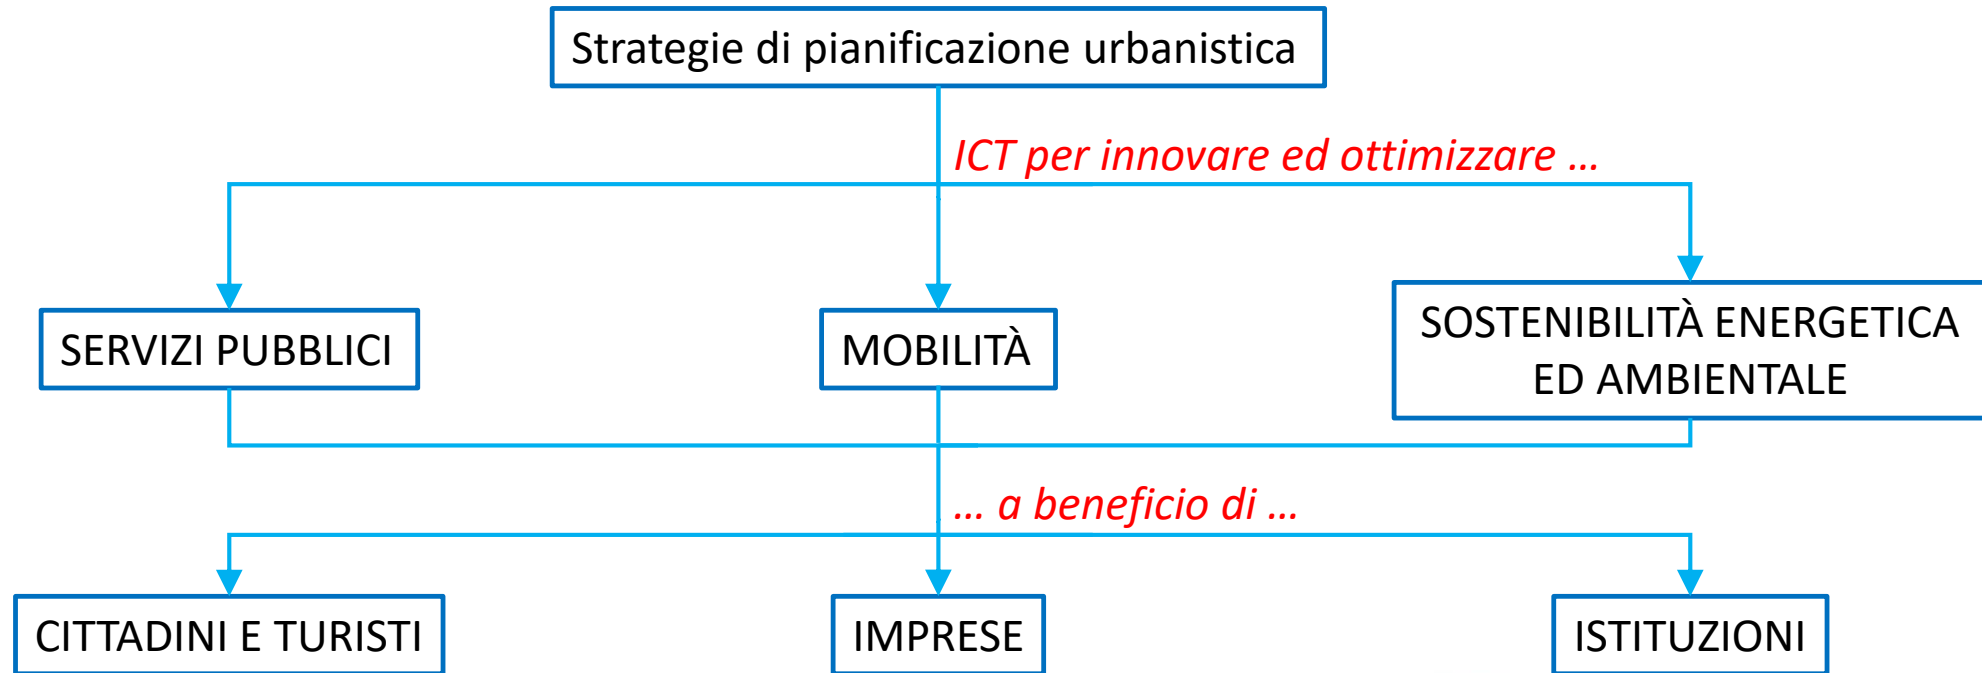 Strategie di pianificazione urbanistica
ICT per innovare ed ottimizzare …
SERVIZI PUBBLICI
MOBILITÀ
SOSTENIBILITÀ ENERGETICA
ED AMBIENTALE
… a beneficio di …
CITTADINI E TURISTI
IMPRESE
ISTITUZIONI